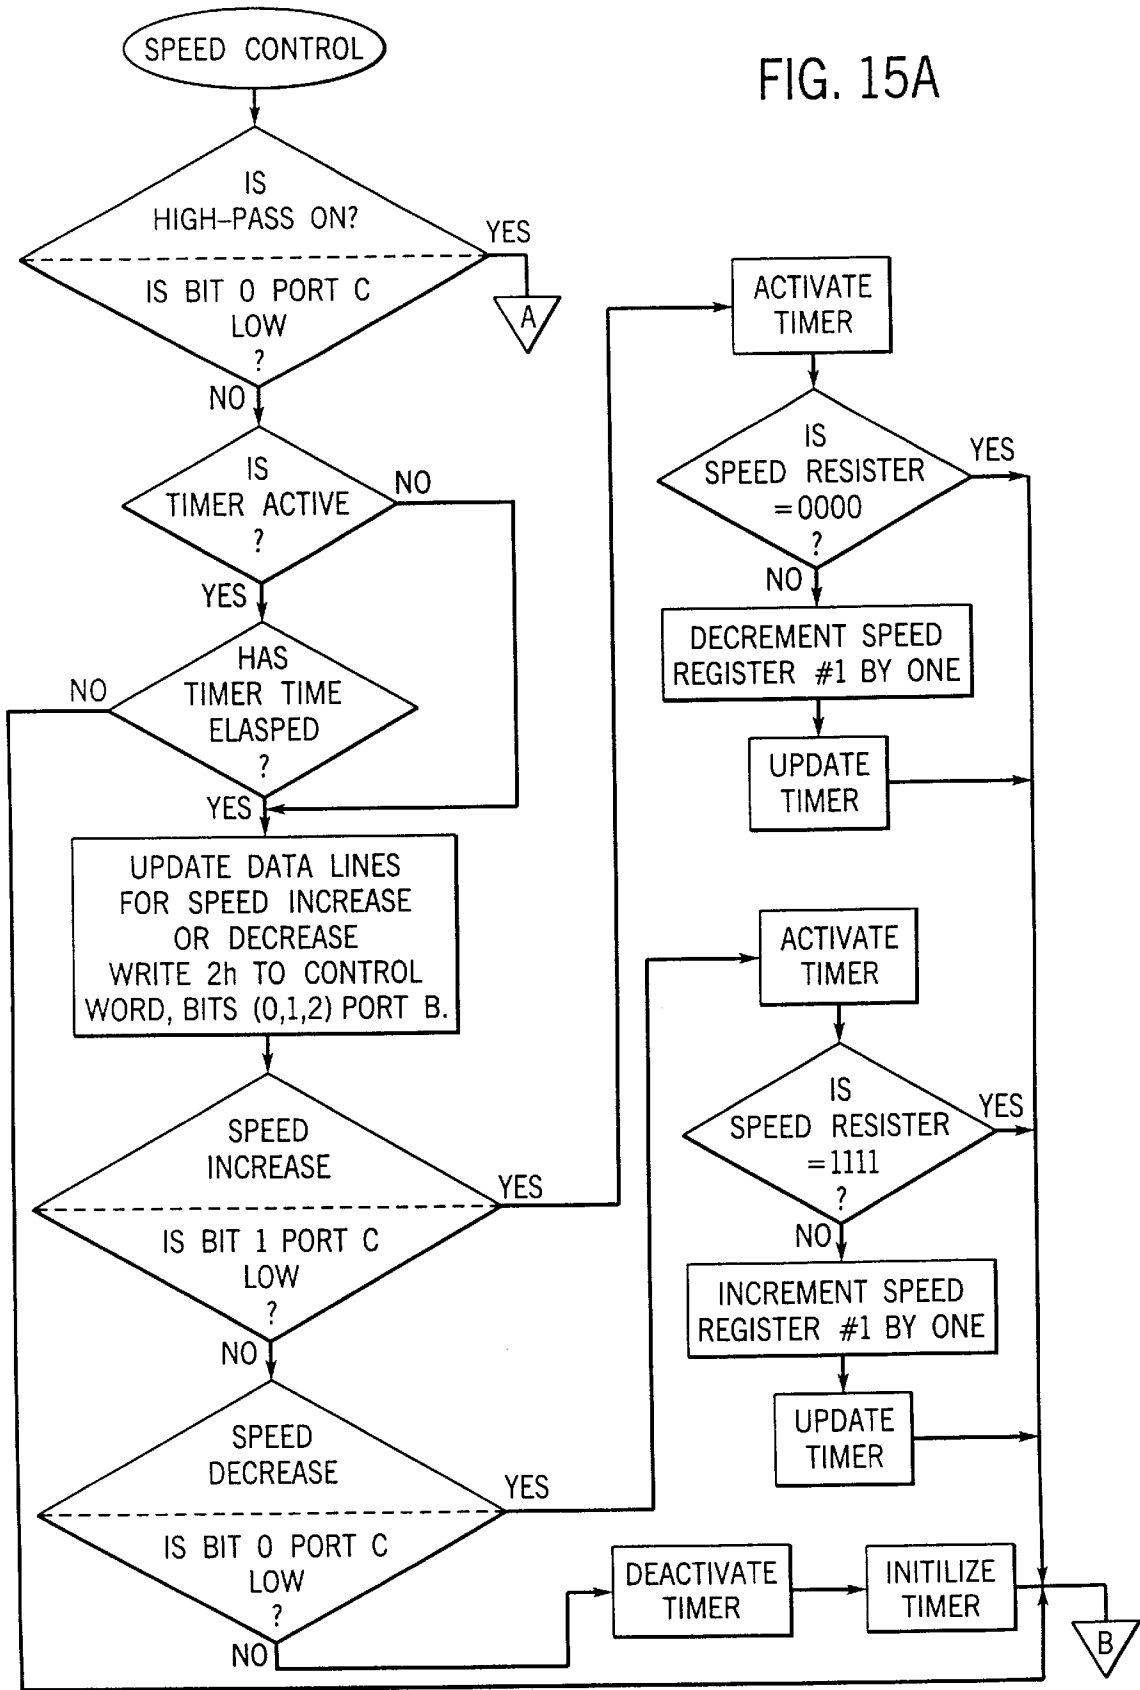 SPEED CONTROL
FIG. 15A
IS
HIGH–PASS ON?
YES
IS BIT 0 PORT C
LOW
?
A
NO
IS
TIMER ACTIVE
?
NO
YES
HAS
TIMER TIME
ELASPED
?
NO
YES
UPDATE DATA LINES
FOR SPEED INCREASE
OR DECREASE
WRITE 2h TO CONTROL
WORD, BITS (0,1,2) PORT B.
SPEED
INCREASE
YES
IS BIT 1 PORT C
LOW
?
NO
SPEED
DECREASE
YES
IS BIT 0 PORT C
LOW
?
NO
ACTIVATE
TIMER
IS
SPEED RESISTER
=0000
?
YES
NO
DECREMENT SPEED
REGISTER #1 BY ONE
UPDATE
TIMER
ACTIVATE
TIMER
IS
SPEED RESISTER
=1111
?
YES
NO
INCREMENT SPEED
REGISTER #1 BY ONE
UPDATE
TIMER
DEACTIVATE
TIMER
INITILIZE
TIMER
B